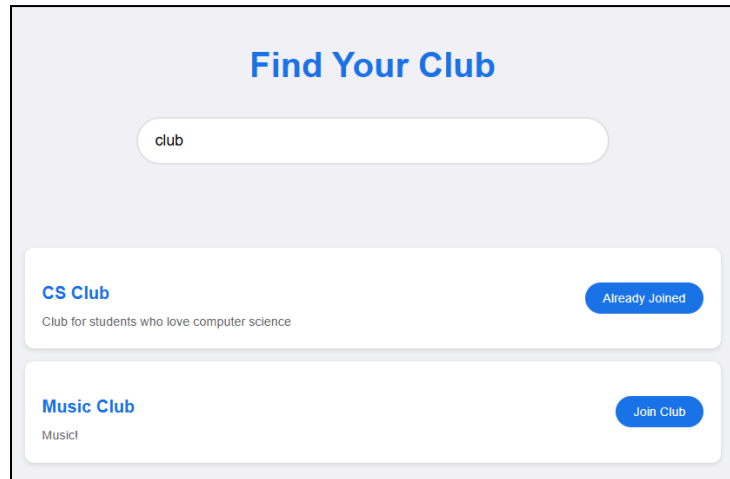 Find Your Club
club
CS Club
Already Joined
Club for students who love computer science
Music Club
Join Club
Music!